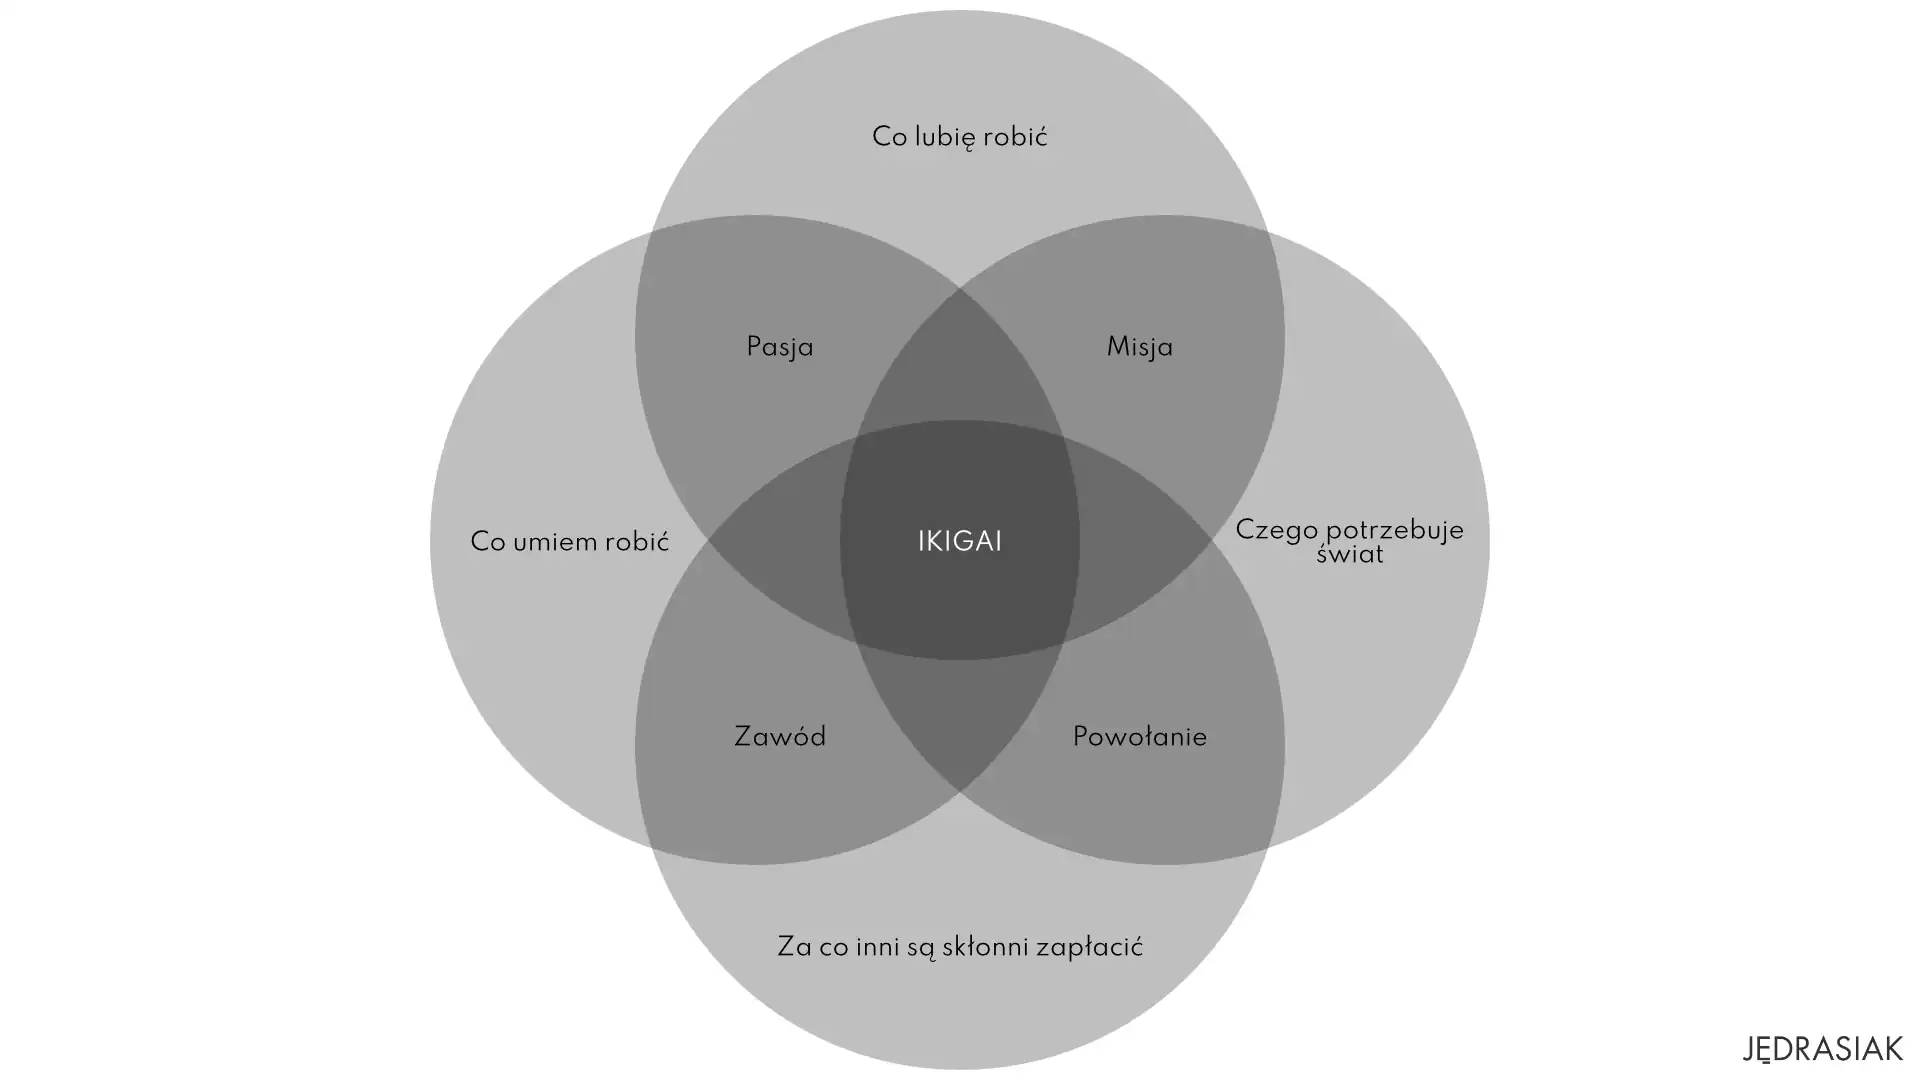 Co lubię robić
Pasja
Misja
Co umiem robić
IKIGAI
Czego potrzebuje
świat
Zawód
Powołanie
Za co inni są skłonni zapłacić
JĘDRASIAK